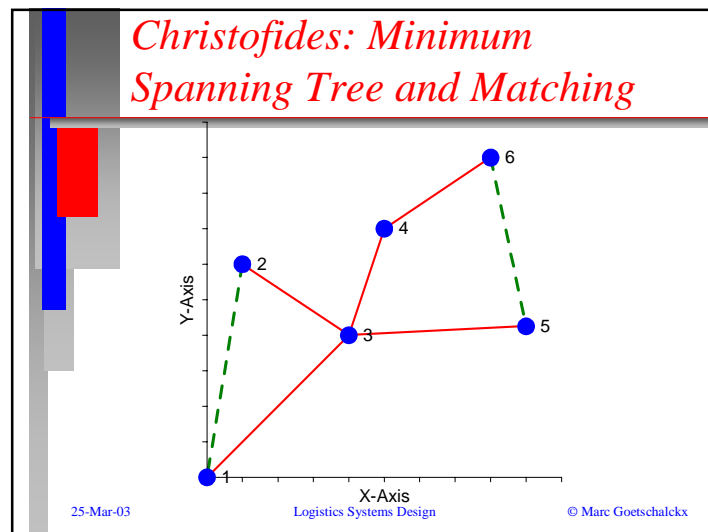 Christofides: Minimum
Spanning Tree and Matching
6
4
2
Y-Axis
3
5
1
X-Axis
25-Mar-03
Logistics Systems Design
© Marc Goetschalckx